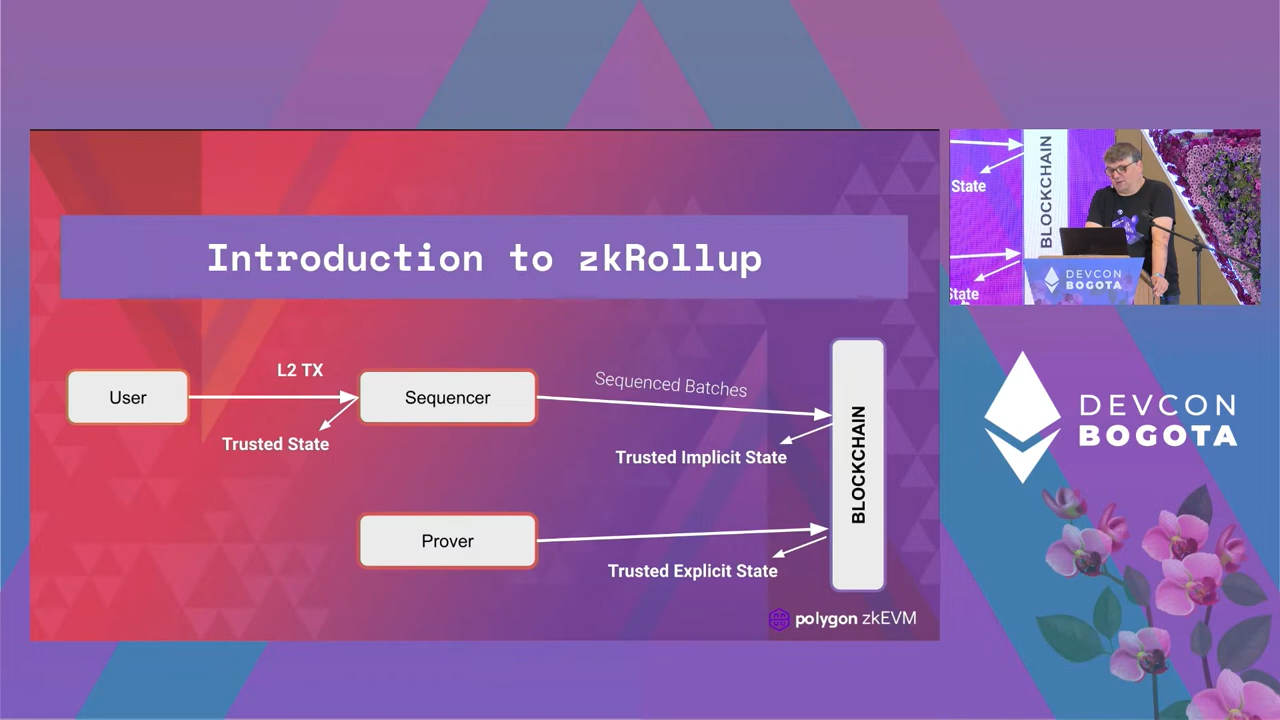 Introduction to zkRollup
L2 TX
User
Sequencer
Trusted State
Sequenced Batches
Trusted Implicit State
Prover
Trusted Explicit State
BLOCKCHAIN
polygon zkEVM
State
BLOCKCHAIN
State
DEVCON
BOGOTA
DEVCON
BOGOTA